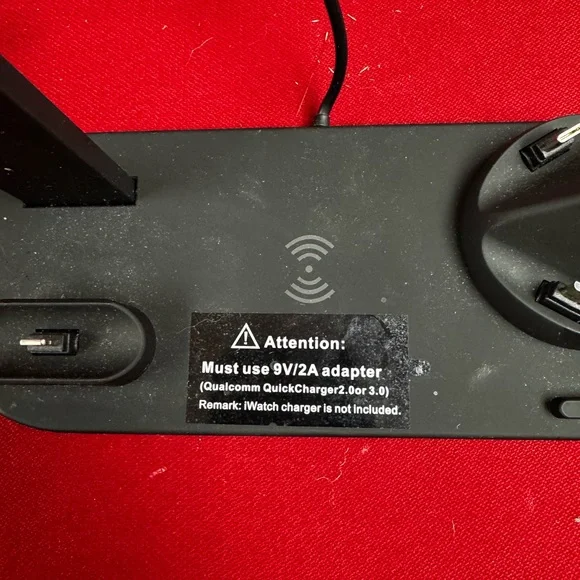 Attention:
Must use 9V/2A adapter
(Qualcomm QuickCharger2.0or 3.0)
Remark: iWatch charger is not included.